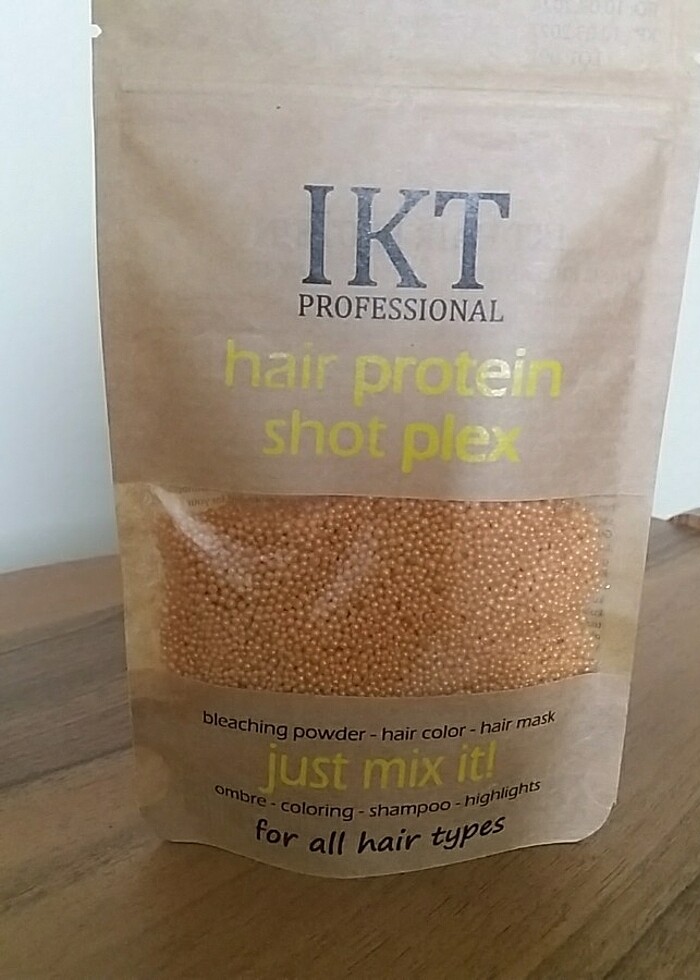 IKT
PROFESSIONAL
hair protein
shot plex
bleaching powder - hair color - hair mask
just mix it!
ombre - coloring - shampoo - highlights
for all hair types